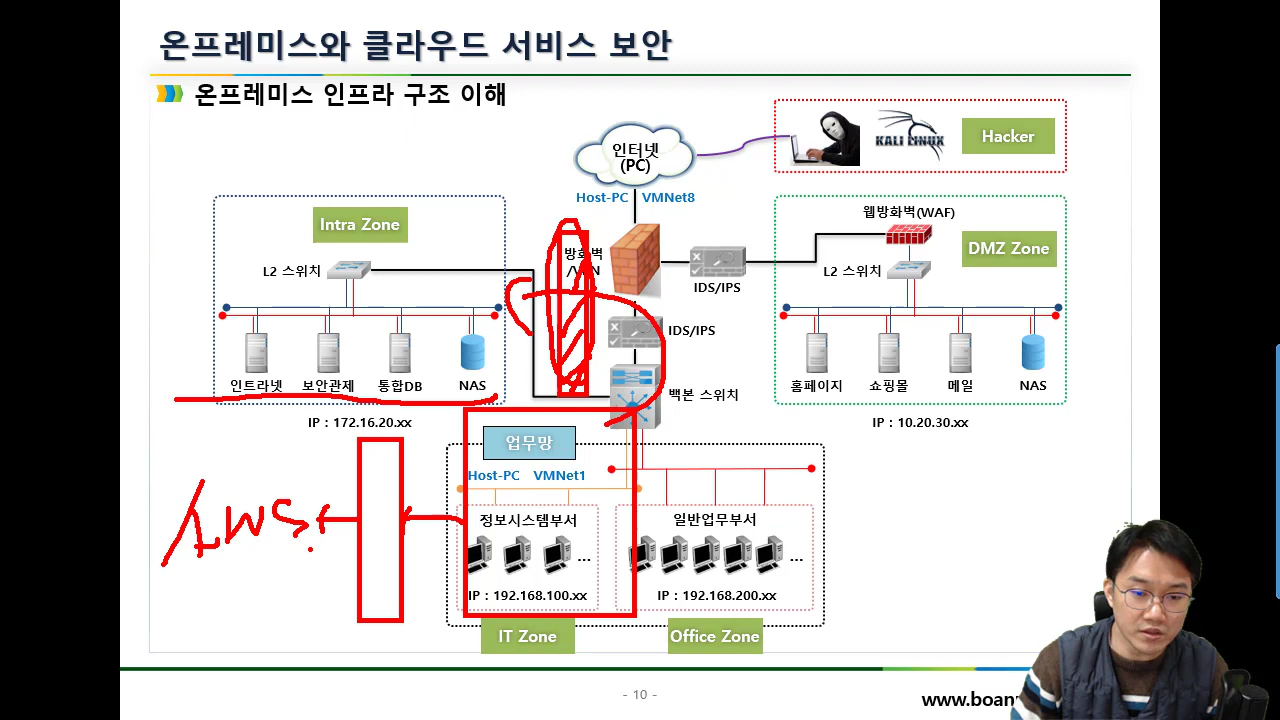 온프레미스와 클라우드 서비스 보안
온프레미스 인프라 구조 이해
인터넷
(PC)
KALI LINUX
Hacker
Host-PC VMNet8
Intra Zone
방화벽
웹방화벽(WAF)
DMZ Zone
L2 스위치
IDS/IPS
L2 스위치
IDS/IPS
인트라넷 보안관제 통합DB NAS
백본 스위치
홈페이지 쇼핑몰 메일 NAS
IP : 172.16.20.xx
IP : 10.20.30.xx
업무망
Host-PC VMNet1
정보시스템부서
일반업무부서
...
...
IP : 192.168.100.xx
IP : 192.168.200.xx
IT Zone
Office Zone
- 10 -